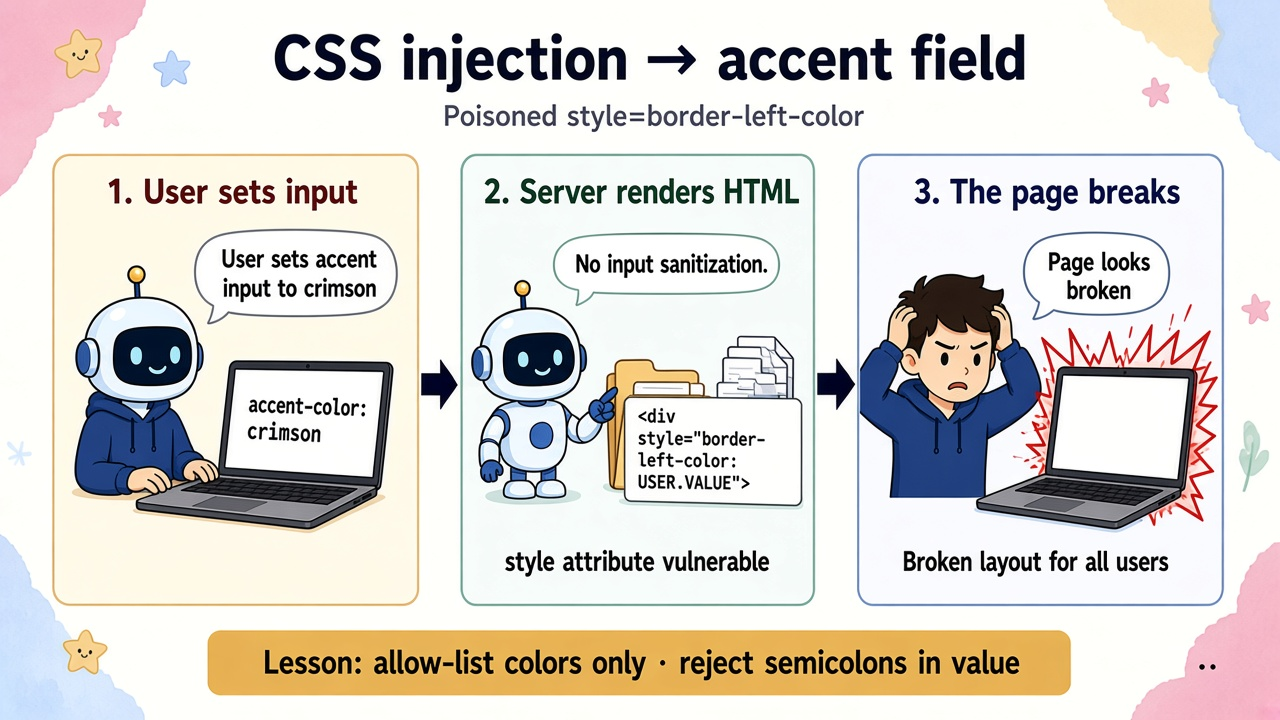 CSS injection → accent field
Poisoned style=border-left-color
1. User sets input
User sets accent
input to crimson
accent-color:
crimson
2. Server renders HTML
No input sanitization.
<div
style="border-
left-color:
USER.VALUE">
style attribute vulnerable
3. The page breaks
Page looks
broken
Broken layout for all users
Lesson: allow-list colors only · reject semicolons in value
..